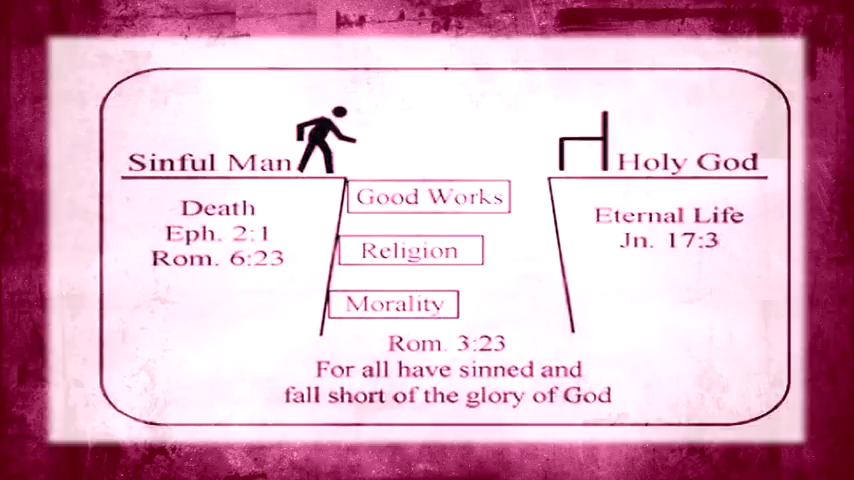 Sinful Man
Holy God
Death
Eph. 2:1
Rom. 6:23
Good Works
Religion
Morality
Eternal Life
Jn. 17:3
Rom. 3:23
For all have sinned and
fall short of the glory of God